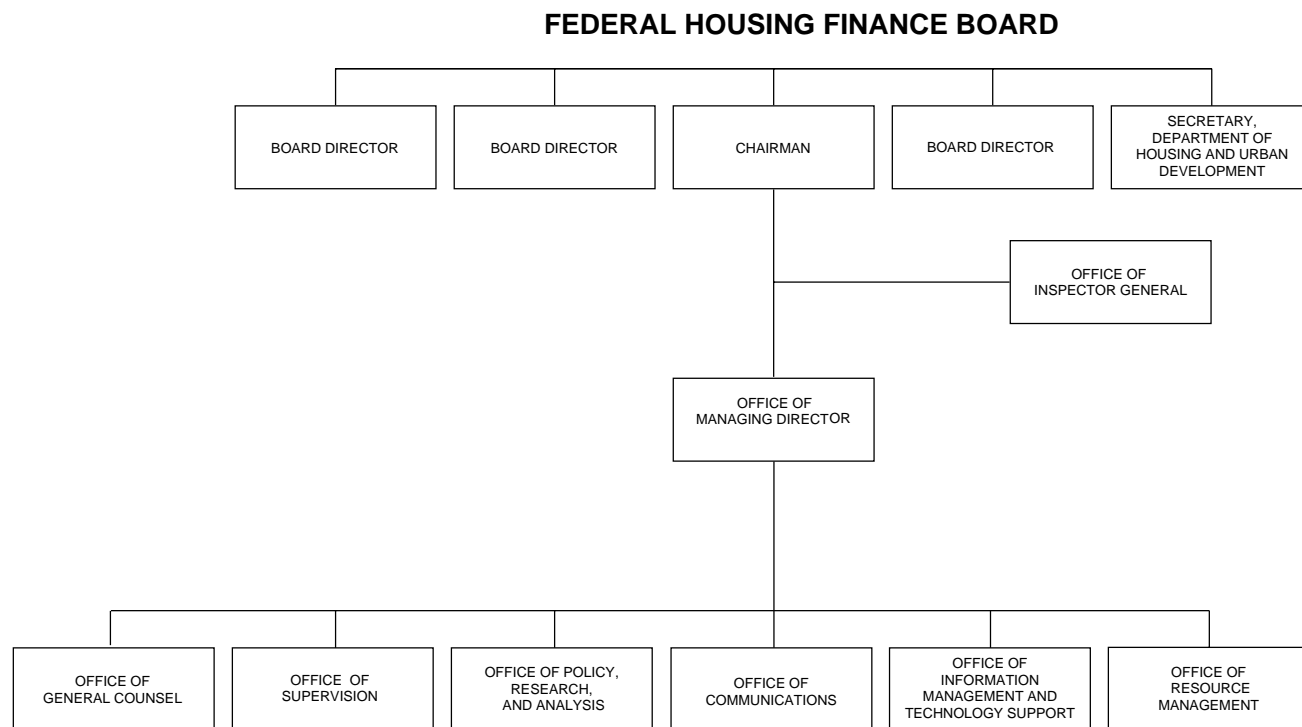 FEDERAL HOUSING FINANCE BOARD
BOARD DIRECTOR
BOARD DIRECTOR
CHAIRMAN
BOARD DIRECTOR
SECRETARY,
DEPARTMENT OF
HOUSING AND URBAN
DEVELOPMENT
OFFICE OF
INSPECTOR GENERAL
OFFICE OF
MANAGING DIRECTOR
OFFICE OF
GENERAL COUNSEL
OFFICE OF
SUPERVISION
OFFICE OF POLICY,
RESEARCH,
AND ANALYSIS
OFFICE OF
COMMUNICATIONS
OFFICE OF
INFORMATION
MANAGEMENT AND
TECHNOLOGY SUPPORT
OFFICE OF
RESOURCE
MANAGEMENT